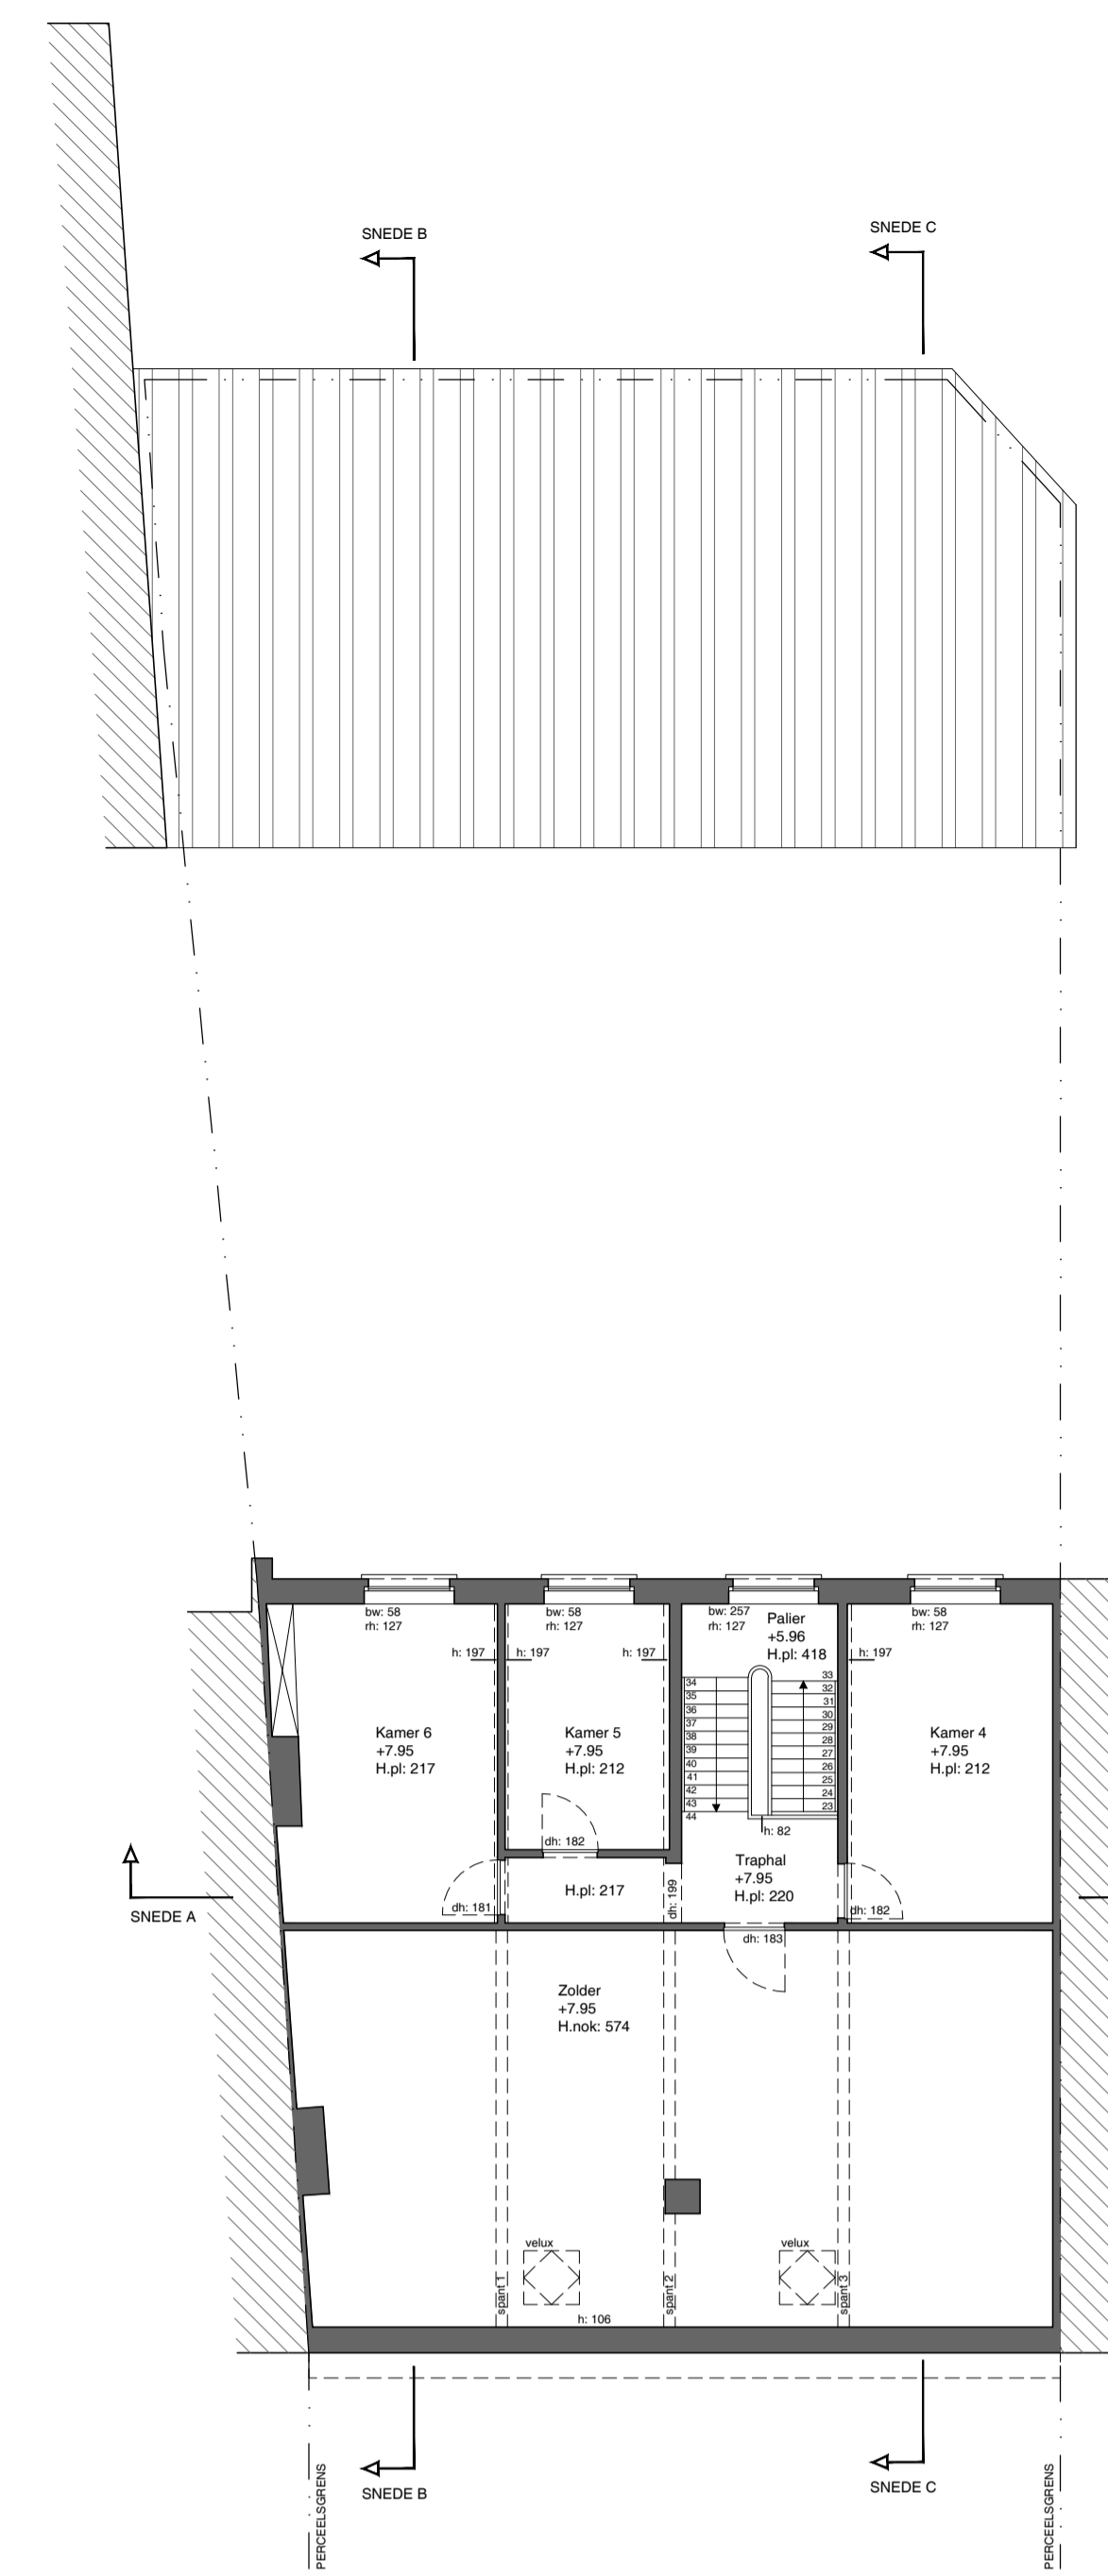 SNEDE B
SNEDE C
bw: 58
rh: 127
bw: 58
rh: 127
bw: 257
rh: 127
Palier
+5.96
H.pl: 418
bw: 58
rh: 127
h: 197
h: 197
h: 197
h: 197
34
35
36
37
38
39
40
41
42
43
44
33
32
31
30
29
28
27
26
25
24
23
Kamer 6
+7.95
H.pl: 217
Kamer 5
+7.95
H.pl: 212
Kamer 4
+7.95
H.pl: 212
h: 82
dh: 182
Traphal
+7.95
H.pl: 220
H.pl: 217
dh: 199
dh: 181
dh: 182
dh: 183
SNEDE A
Zolder
+7.95
H.nok: 574
velux
velux
spant 1
spant 2
spant 3
h: 106
SNEDE B
SNEDE C
PERCEELSGRENS
PERCEELSGRENS